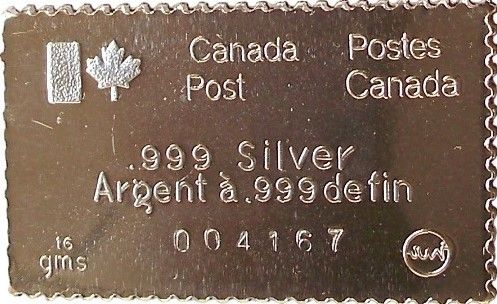 Canada Postes
Post Canada
.999 Silver
Argent à .999 de fin
16
gms 004167